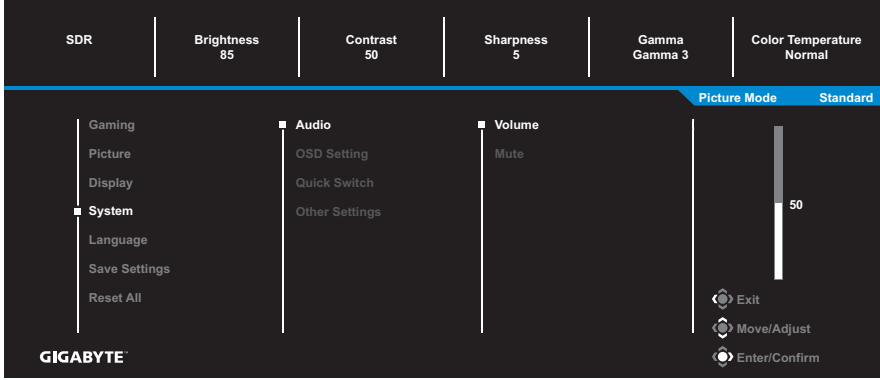 SDR
Brightness
85
Contrast
50
Sharpness
5
Gamma
Gamma 3
Color Temperature
Normal
Picture Mode Standard
Gaming
Picture
Display
System
Language
Save Settings
Reset All
Audio
OSD Setting
Quick Switch
Other Settings
Volume
Mute
50
Exit
Move/Adjust
Enter/Confirm
GIGABYTE™